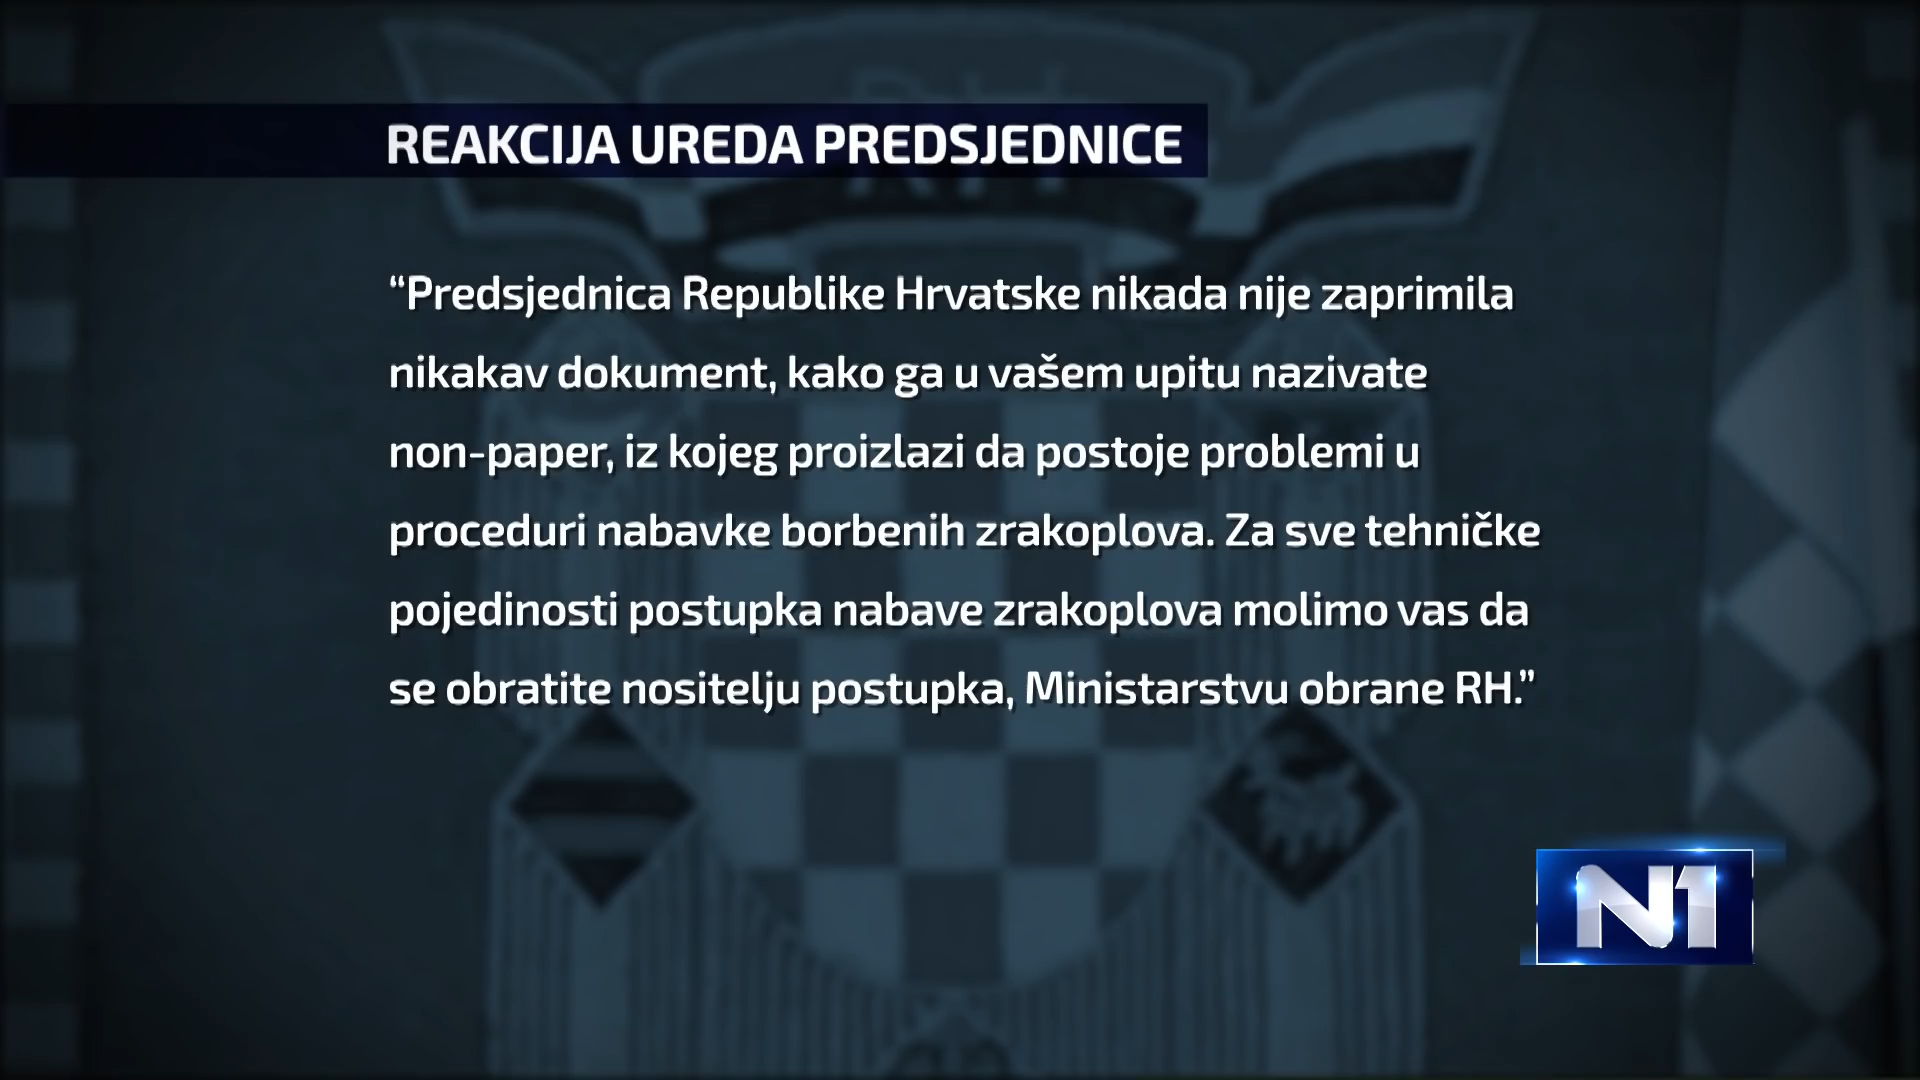 REAKCIJA UREDA PREDSJEDNICE
“Predsjednica Republike Hrvatske nikada nije zaprimila
nikakav dokument, kako ga u vašem upitu nazivate
non-paper, iz kojeg proizlazi da postoje problemi u
proceduri nabavke borbenih zrakoplova. Za sve tehničke
pojedinosti postupka nabave zrakoplova molimo vas da
se obratite nositelju postupka, Ministarstvu obrane RH.”
N1